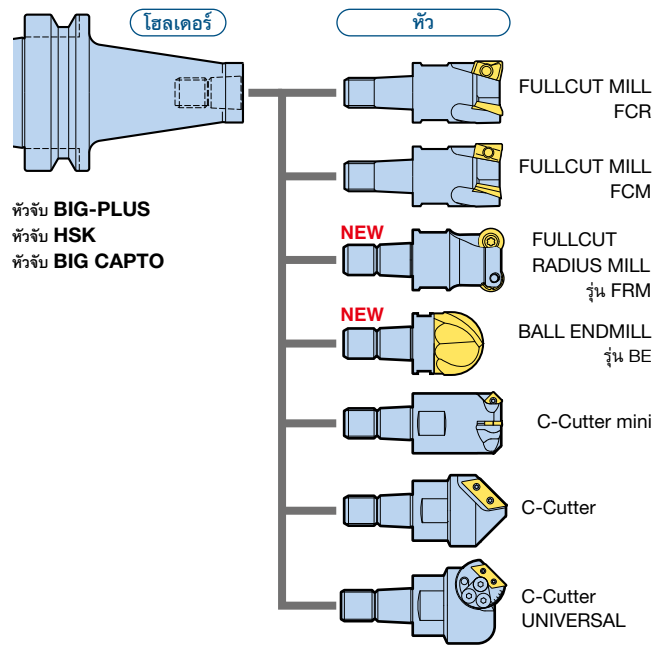 โฮลเดอร์
หัว
หัวจับ BIG-PLUS
หัวจับ HSK
หัวจับ BIG CAPTO
FULLCUT MILL
FCR
FULLCUT MILL
FCM
NEW
FULLCUT
RADIUS MILL
รุ่น FRM
NEW
BALL ENDMILL
รุ่น BE
C-Cutter mini
C-Cutter
C-Cutter
UNIVERSAL